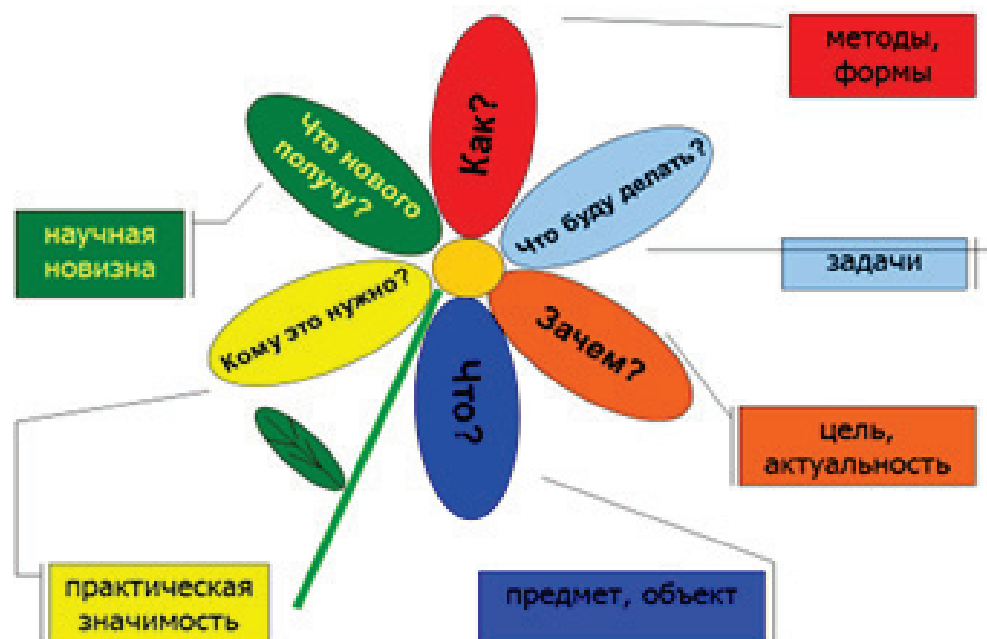 методы,
формы
Как?
Что нового
получу?
Что буду делать?
научная
новизна
задачи
Кому это нужно?
Зачем?
Что?
цель,
актуальность
практическая
значимость
предмет, объект